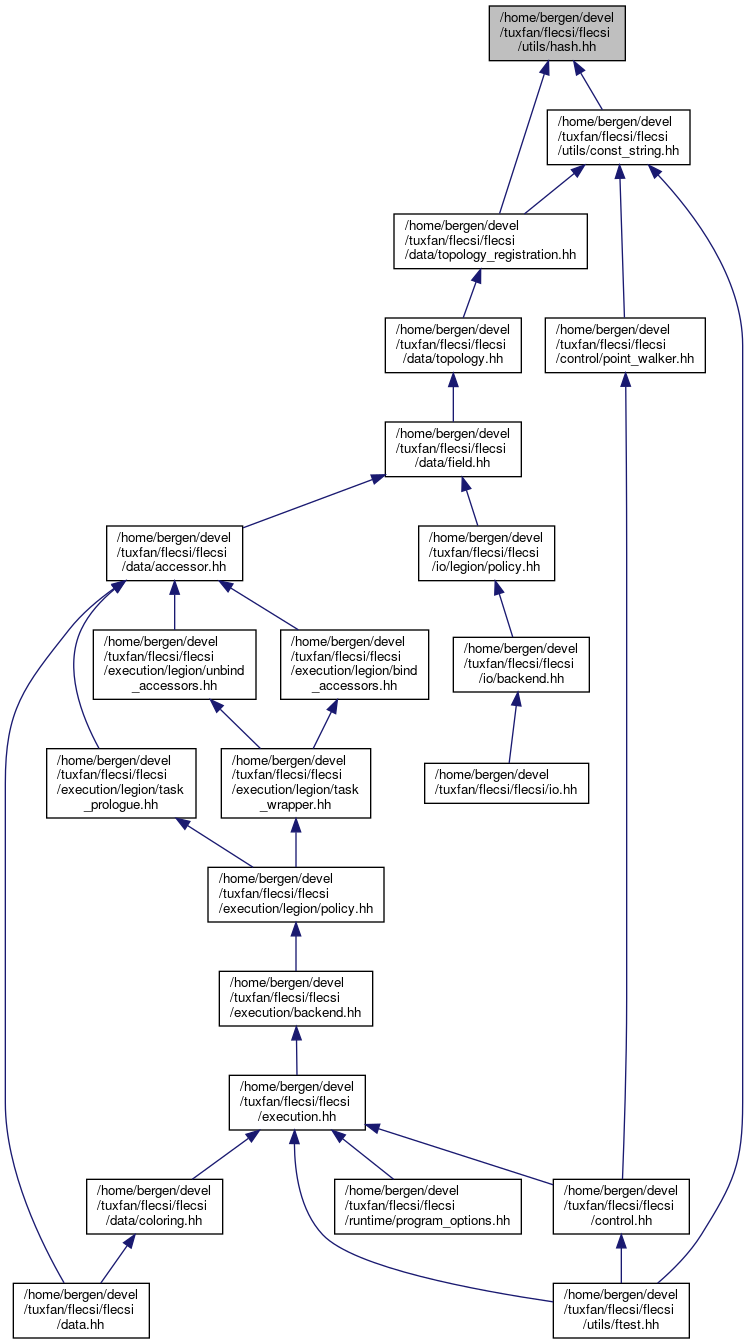 /home/bergen/devel
/tuxfan/flecsi/flecsi
/utils/hash.hh
/home/bergen/devel
/tuxfan/flecsi/flecsi
/utils/const_string.hh
/home/bergen/devel
/tuxfan/flecsi/flecsi
/data/topology_registration.hh
/home/bergen/devel
/tuxfan/flecsi/flecsi
/data/topology.hh
/home/bergen/devel
/tuxfan/flecsi/flecsi
/control/point_walker.hh
/home/bergen/devel
/tuxfan/flecsi/flecsi
/data/field.hh
/home/bergen/devel
/tuxfan/flecsi/flecsi
/data/accessor.hh
/home/bergen/devel
/tuxfan/flecsi/flecsi
/io/legion/policy.hh
/home/bergen/devel
/tuxfan/flecsi/flecsi
/execution/legion/unbind
_accessors.hh
/home/bergen/devel
/tuxfan/flecsi/flecsi
/execution/legion/bind
_accessors.hh
/home/bergen/devel
/tuxfan/flecsi/flecsi
/io/backend.hh
/home/bergen/devel
/tuxfan/flecsi/flecsi
/execution/legion/task
_prologue.hh
/home/bergen/devel
/tuxfan/flecsi/flecsi
/execution/legion/task
_wrapper.hh
/home/bergen/devel
/tuxfan/flecsi/flecsi/io.hh
/home/bergen/devel
/tuxfan/flecsi/flecsi
/execution/legion/policy.hh
/home/bergen/devel
/tuxfan/flecsi/flecsi
/execution/backend.hh
/home/bergen/devel
/tuxfan/flecsi/flecsi
/execution.hh
/home/bergen/devel
/tuxfan/flecsi/flecsi
/data/coloring.hh
/home/bergen/devel
/tuxfan/flecsi/flecsi
/runtime/program_options.hh
/home/bergen/devel
/tuxfan/flecsi/flecsi
/control.hh
/home/bergen/devel
/tuxfan/flecsi/flecsi
/data.hh
/home/bergen/devel
/tuxfan/flecsi/flecsi
/utils/ftest.hh